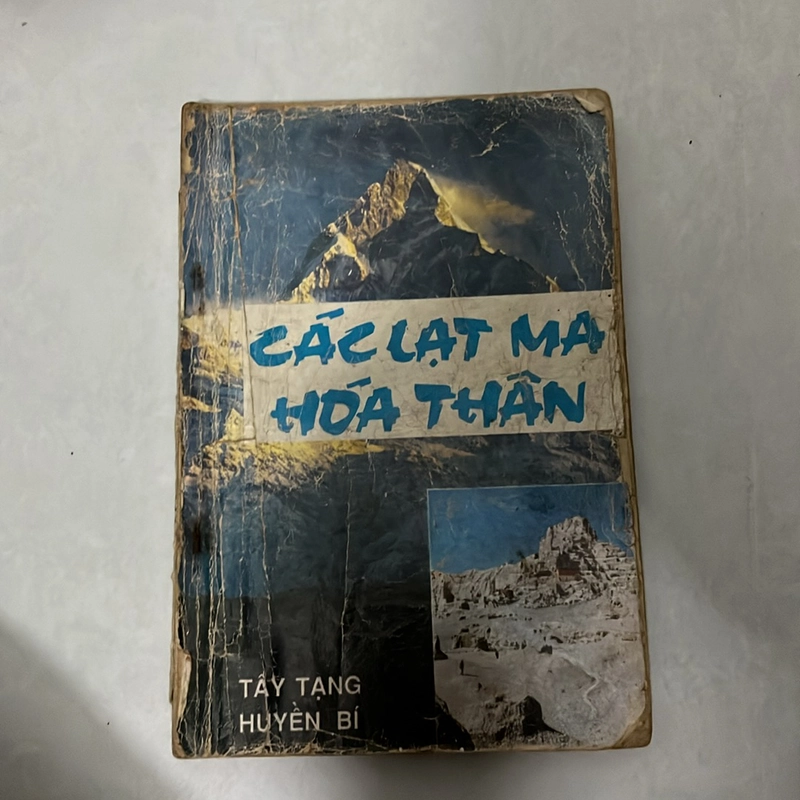 CÁC LẠT MA
HÓA THÂN
TÂY TẠNG
HUYỀN BÍ